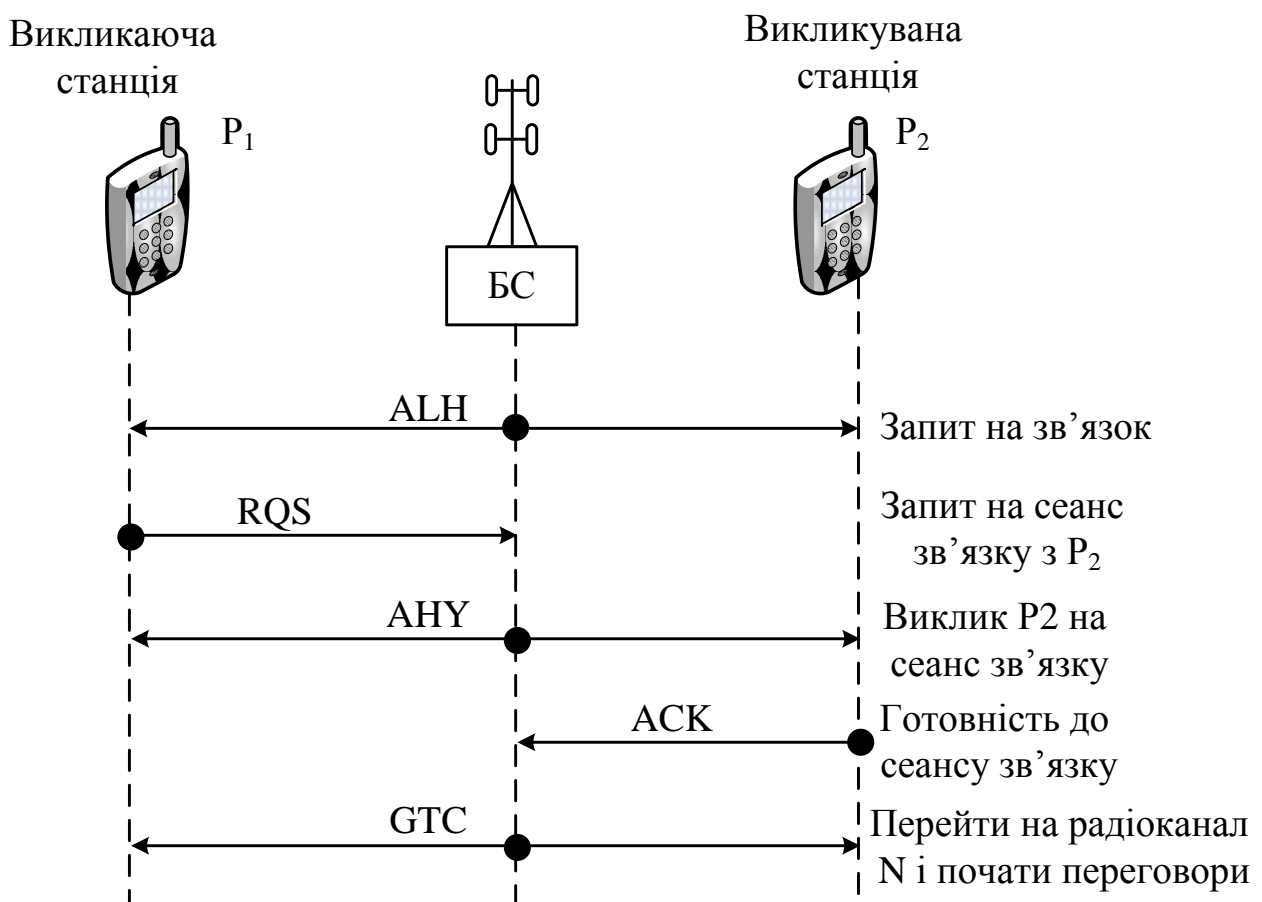 Викликаюча
станція
P1
Викликувана
станція
P2
БС
ALH
Запит на зв’язок
RQS
Запит на сеанс
зв’язку з P2
AHY
Виклик P2 на
сеанс зв’язку
ACK
Готовність до
сеансу зв’язку
GTC
Перейти на радіоканал
N і почати переговори